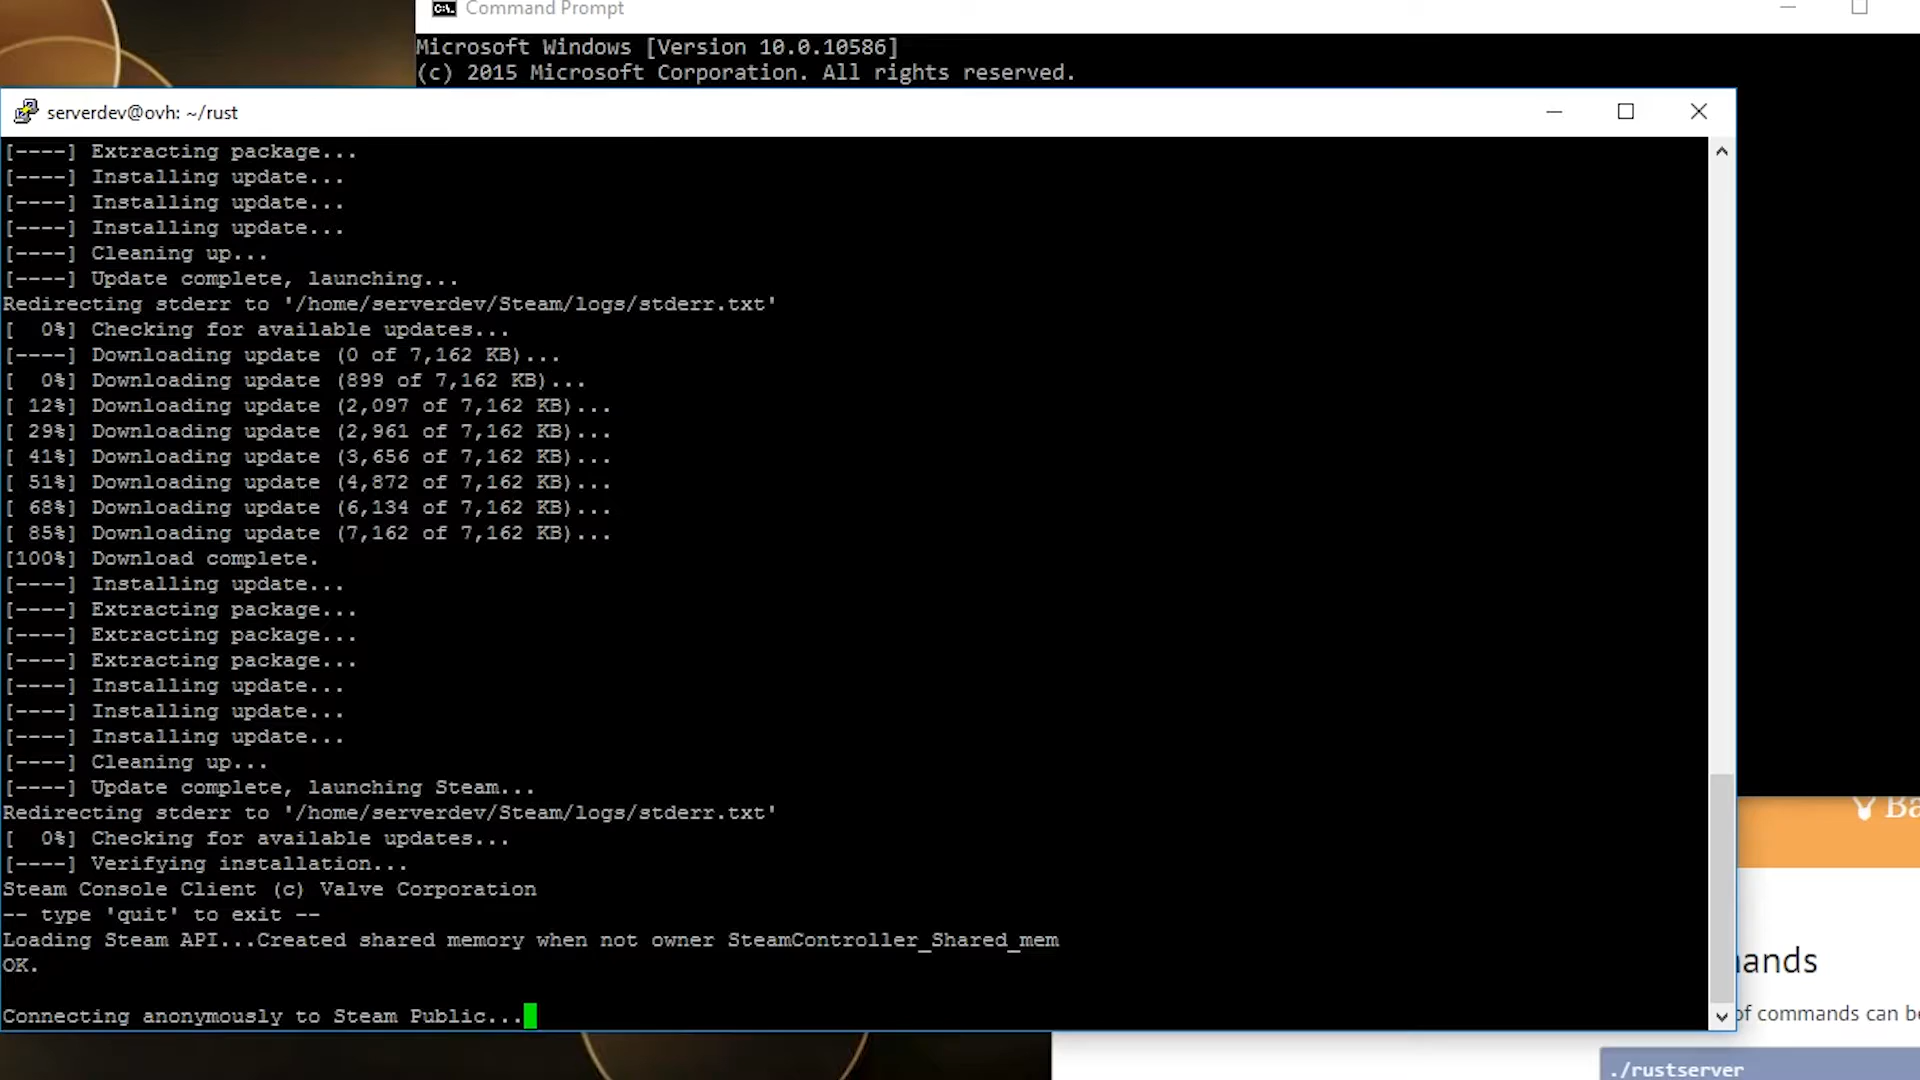 Command Prompt
Microsoft Windows [Version 10.0.10586]
(c) 2015 Microsoft Corporation. All rights reserved.
serverdev@ovh: ~/rust
[----] Extracting package...
[----] Installing update...
[----] Installing update...
[----] Installing update...
[----] Cleaning up...
[----] Update complete, launching...
Redirecting stderr to '/home/serverdev/Steam/logs/stderr.txt'
[  0%] Checking for available updates...
[----] Downloading update (0 of 7,162 KB)...
[  0%] Downloading update (899 of 7,162 KB)...
[ 12%] Downloading update (2,097 of 7,162 KB)...
[ 29%] Downloading update (2,961 of 7,162 KB)...
[ 41%] Downloading update (3,656 of 7,162 KB)...
[ 51%] Downloading update (4,872 of 7,162 KB)...
[ 68%] Downloading update (6,134 of 7,162 KB)...
[ 85%] Downloading update (7,162 of 7,162 KB)...
[100%] Download complete.
[----] Installing update...
[----] Extracting package...
[----] Extracting package...
[----] Extracting package...
[----] Installing update...
[----] Installing update...
[----] Installing update...
[----] Cleaning up...
[----] Update complete, launching Steam...
Redirecting stderr to '/home/serverdev/Steam/logs/stderr.txt'
[  0%] Checking for available updates...
[----] Verifying installation...
Steam Console Client (c) Valve Corporation
-- type 'quit' to exit --
Loading Steam API...Created shared memory when not owner SteamController_Shared_mem
OK.
Connecting anonymously to Steam Public...
Ba
ands
of commands can be
./rustserver